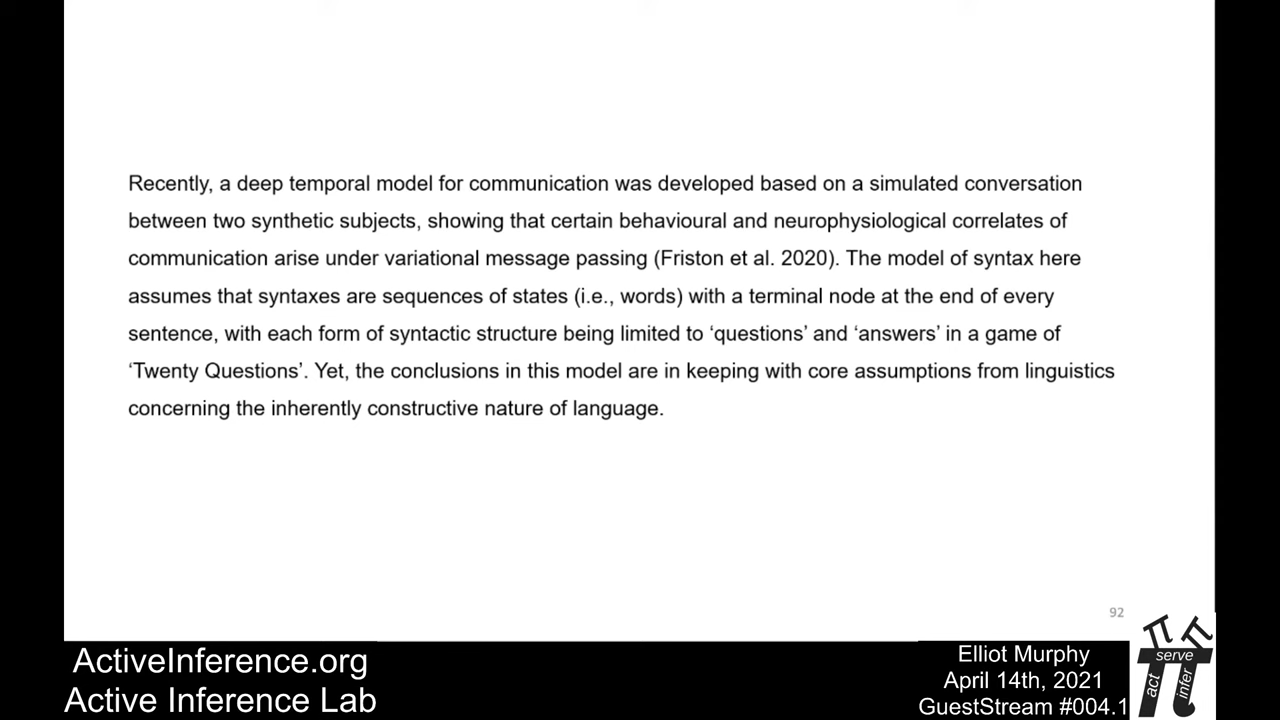 Recently, a deep temporal model for communication was developed based on a simulated conversation
between two synthetic subjects, showing that certain behavioural and neurophysiological correlates of
communication arise under variational message passing (Friston et al. 2020). The model of syntax here
assumes that syntaxes are sequences of states (i.e., words) with a terminal node at the end of every
sentence, with each form of syntactic structure being limited to ‘questions’ and ‘answers’ in a game of
‘Twenty Questions’. Yet, the conclusions in this model are in keeping with core assumptions from linguistics
concerning the inherently constructive nature of language.
92
ActiveInference.org
Active Inference Lab
Elliot Murphy
April 14th, 2021
GuestStream #004.1
π π
serve
act
infer